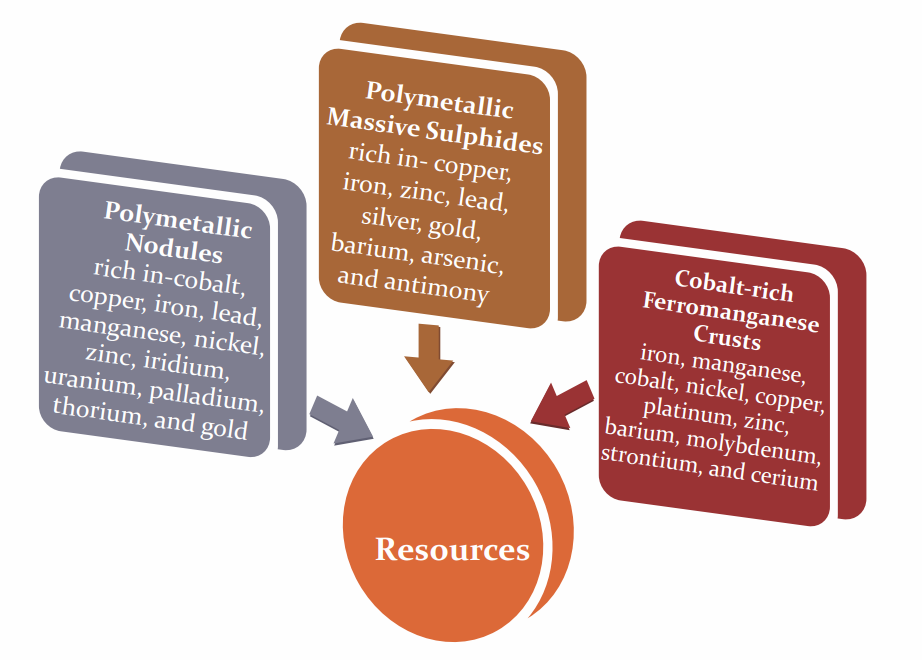 Polymetallic
Massive Sulphides
rich in- copper,
iron, zinc, lead,
silver, gold,
barium, arsenic,
and antimony
Polymetallic
Nodules
rich in-cobalt,
copper, iron, lead,
manganese, nickel,
zinc, iridium,
uranium, palladium,
thorium, and gold
Cobalt-rich
Ferromanganese
Crusts
iron, manganese,
cobalt, nickel, copper,
platinum, zinc,
barium, molybdenum,
strontium, and cerium
Resources